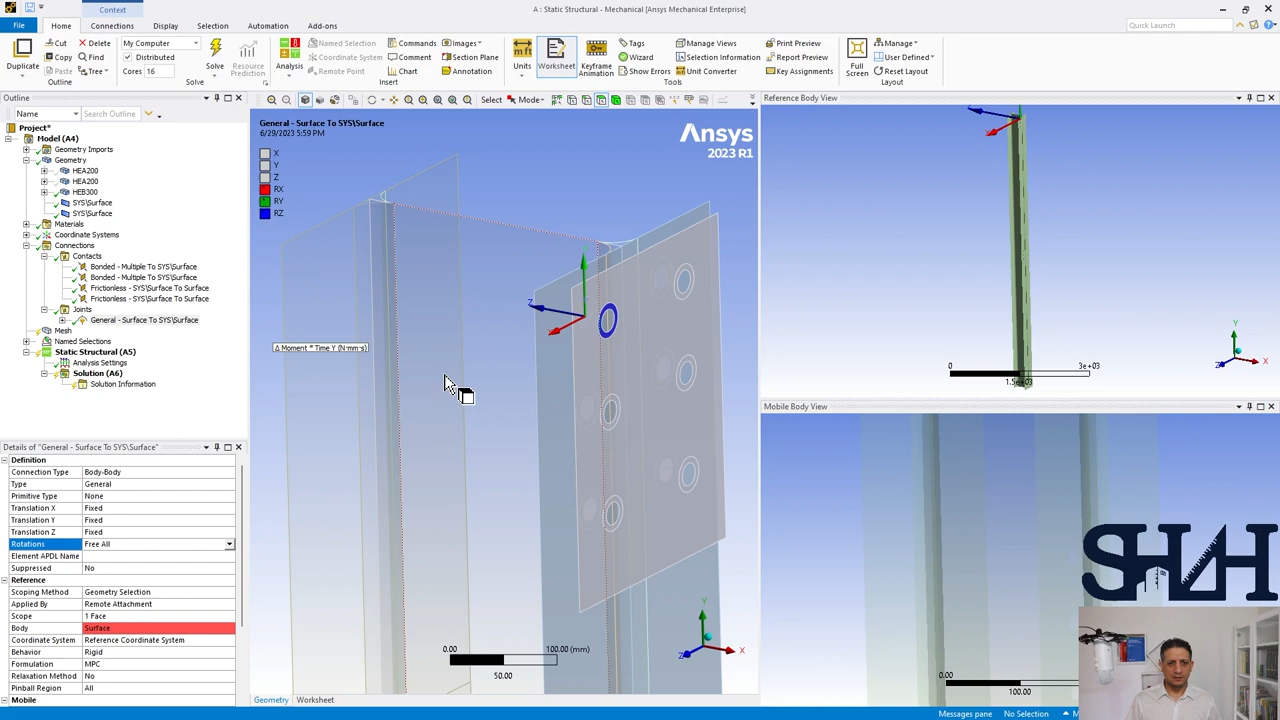 Context
A : Static Structural - Mechanical [Ansys Mechanical Enterprise]
File Home Connections Display Selection Automation Add-ons Quick Launch
Cut Delete My Computer Named Selection Commands Images Tags Manage Views Print Preview Manage
Duplicate Copy Find Distributed Solve Resource Prediction Analysis Coordinate System Comment Section Plane Units Worksheet Keyframe Animation Wizard Selection Information Report Preview Full Screen User Defined
Paste Tree Cores 16 Remote Point Chart Annotation Show Errors Unit Converter Key Assignments Reset Layout
Outline Solve Insert Tools Layout
Outline
Name Search Outline
Project*
Model (A4)
Geometry Imports
Geometry
HEA200
HEA200
HEB300
SYS\Surface
SYS\Surface
Materials
Coordinate Systems
Connections
Contacts
Bonded - Multiple To SYS\Surface
Bonded - Multiple To SYS\Surface
Frictionless - SYS\Surface To SYS\Surface
Frictionless - SYS\Surface To SYS\Surface
Joints
General - Surface To SYS\Surface
Mesh
Named Selections
Static Structural (A5)
Analysis Settings
Solution (A6)
Solution Information
Details of "General - Surface To SYS\Surface"
Definition
Connection Type Body-Body
Type General
Primitive Type None
Translation X Fixed
Translation Y Fixed
Translation Z Fixed
Rotations Free All
Element APDL Name
Suppressed No
Reference
Scoping Method Geometry Selection
Applied By Remote Attachment
Scope 1 Face
Body Surface
Coordinate System Reference Coordinate System
Behavior Rigid
Formulation MPC
Relaxation Method No
Pinball Region All
Mobile
Select Mode
General - Surface To SYS\Surface
6/29/2023 5:59 PM
X
Y
Z
RX
RY
RZ
Ansys
2023 R1
Δ Moment * Time Y (N·mm·s)
Z
0.00 100.00 (mm)
50.00
Y
Z X
Geometry Worksheet
Reference Body View
0 3e+03
1.5e+03
Y
Z X
Mobile Body View
0.00
100.00
SHLH
Messages pane No Selection